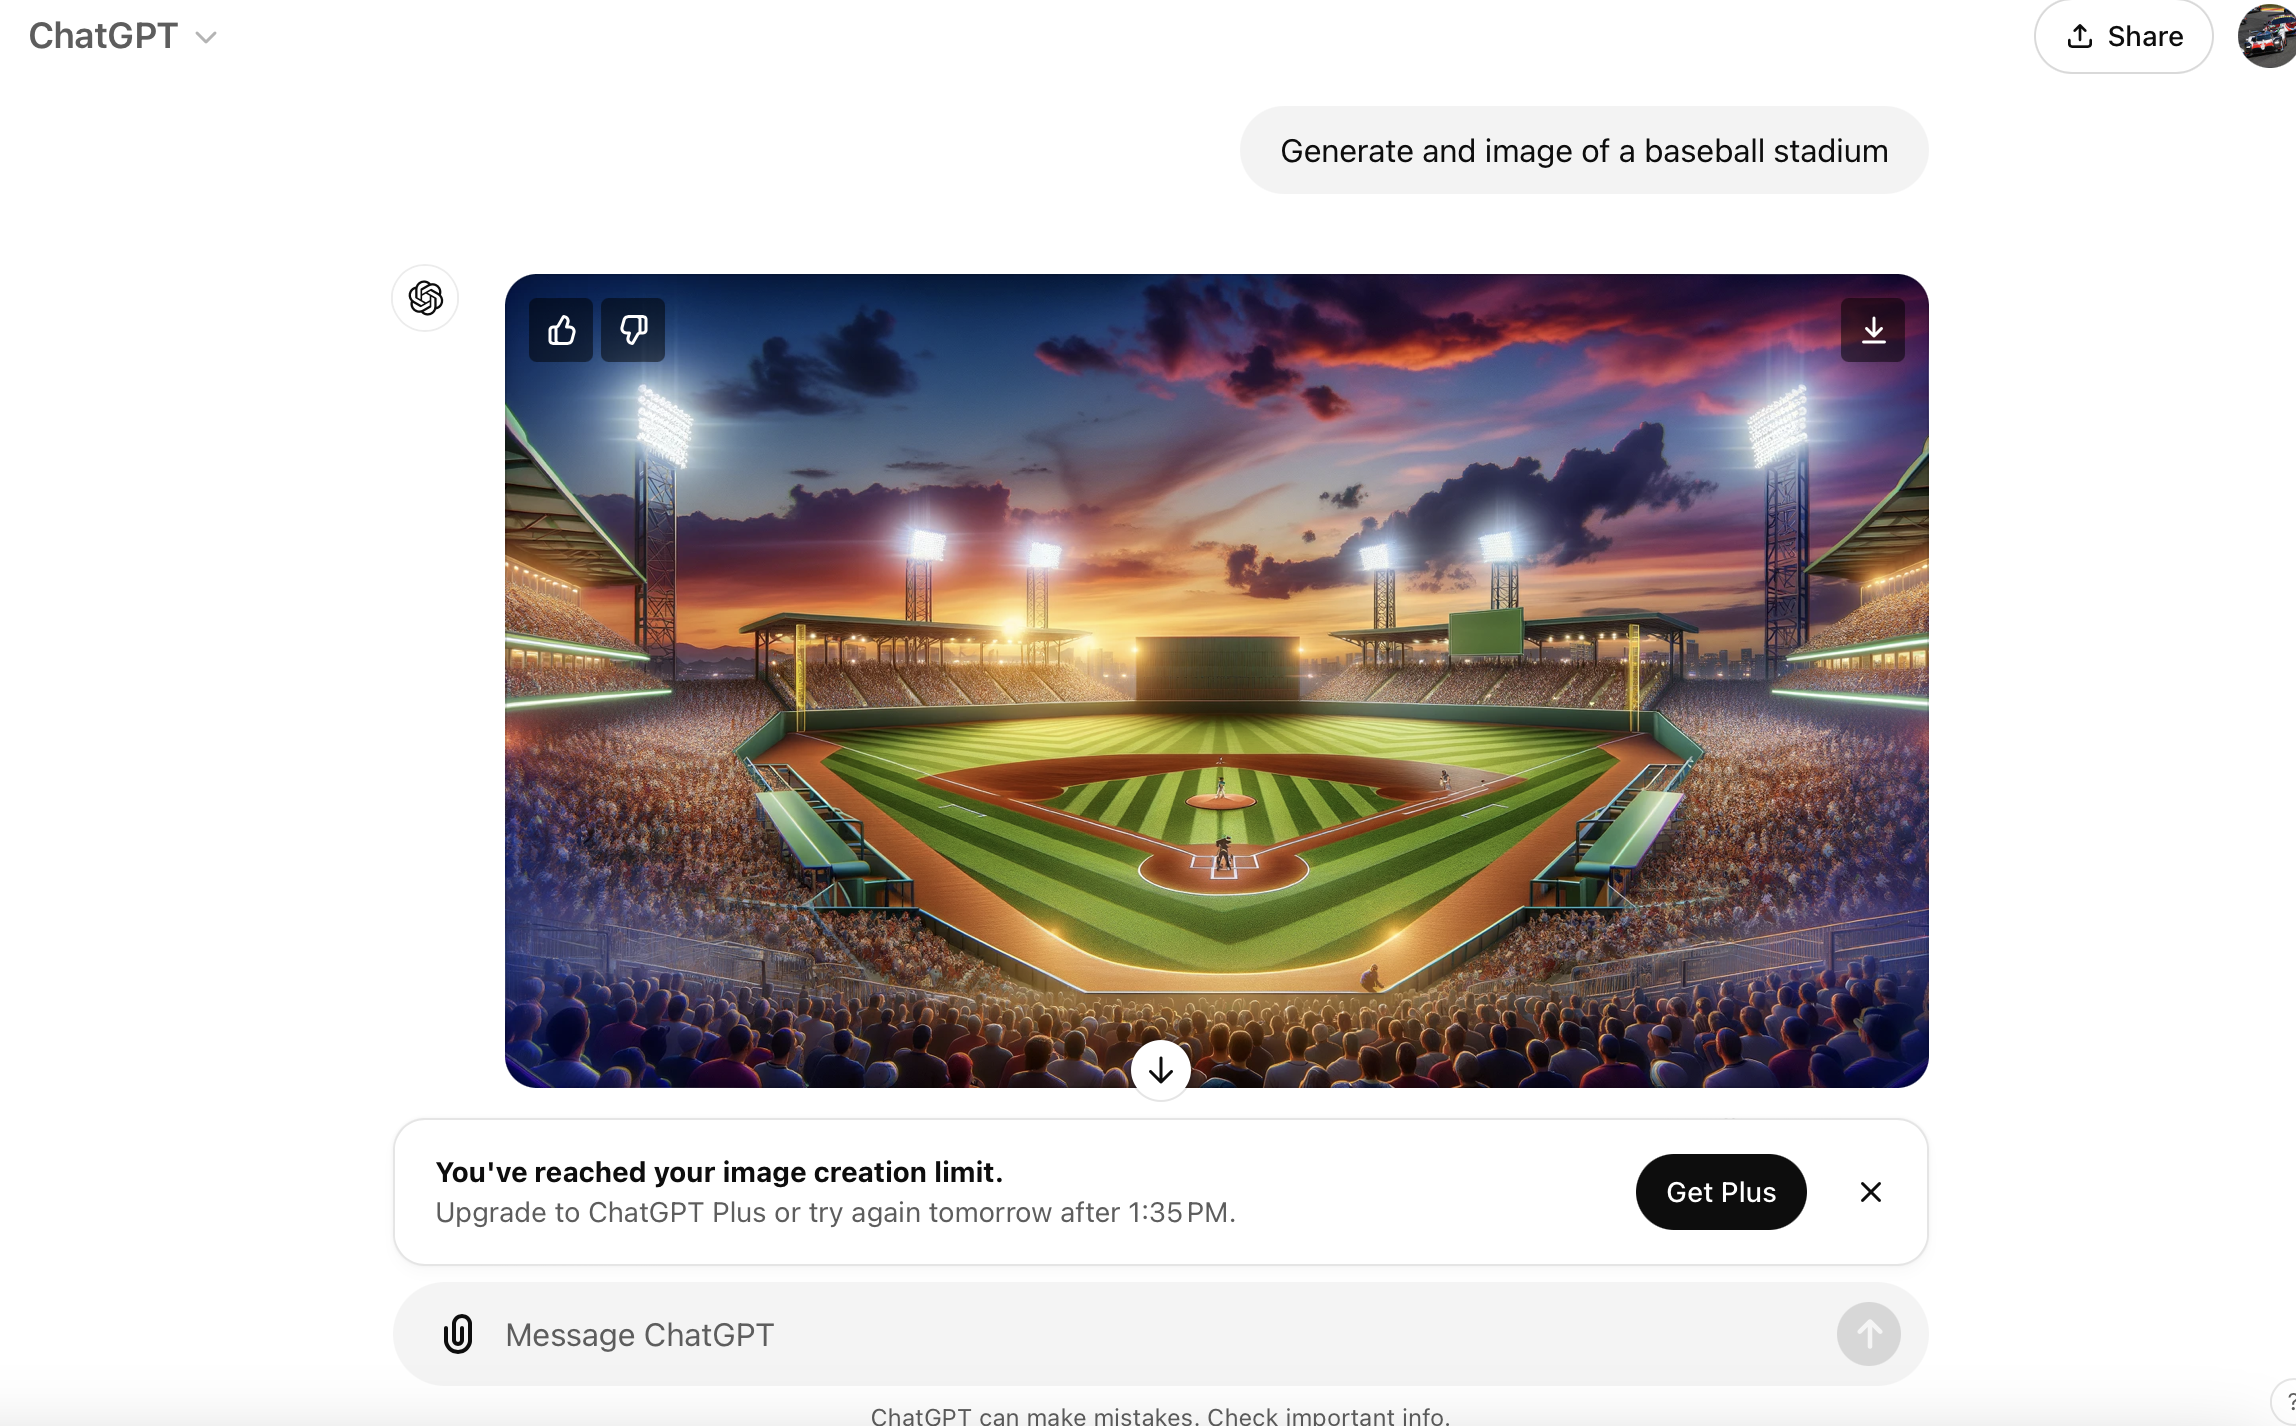 ChatGPT
Share
Generate and image of a baseball stadium
You've reached your image creation limit.
Upgrade to ChatGPT Plus or try again tomorrow after 1:35 PM.
Get Plus
Message ChatGPT
ChatGPT can make mistakes. Check important info.
?